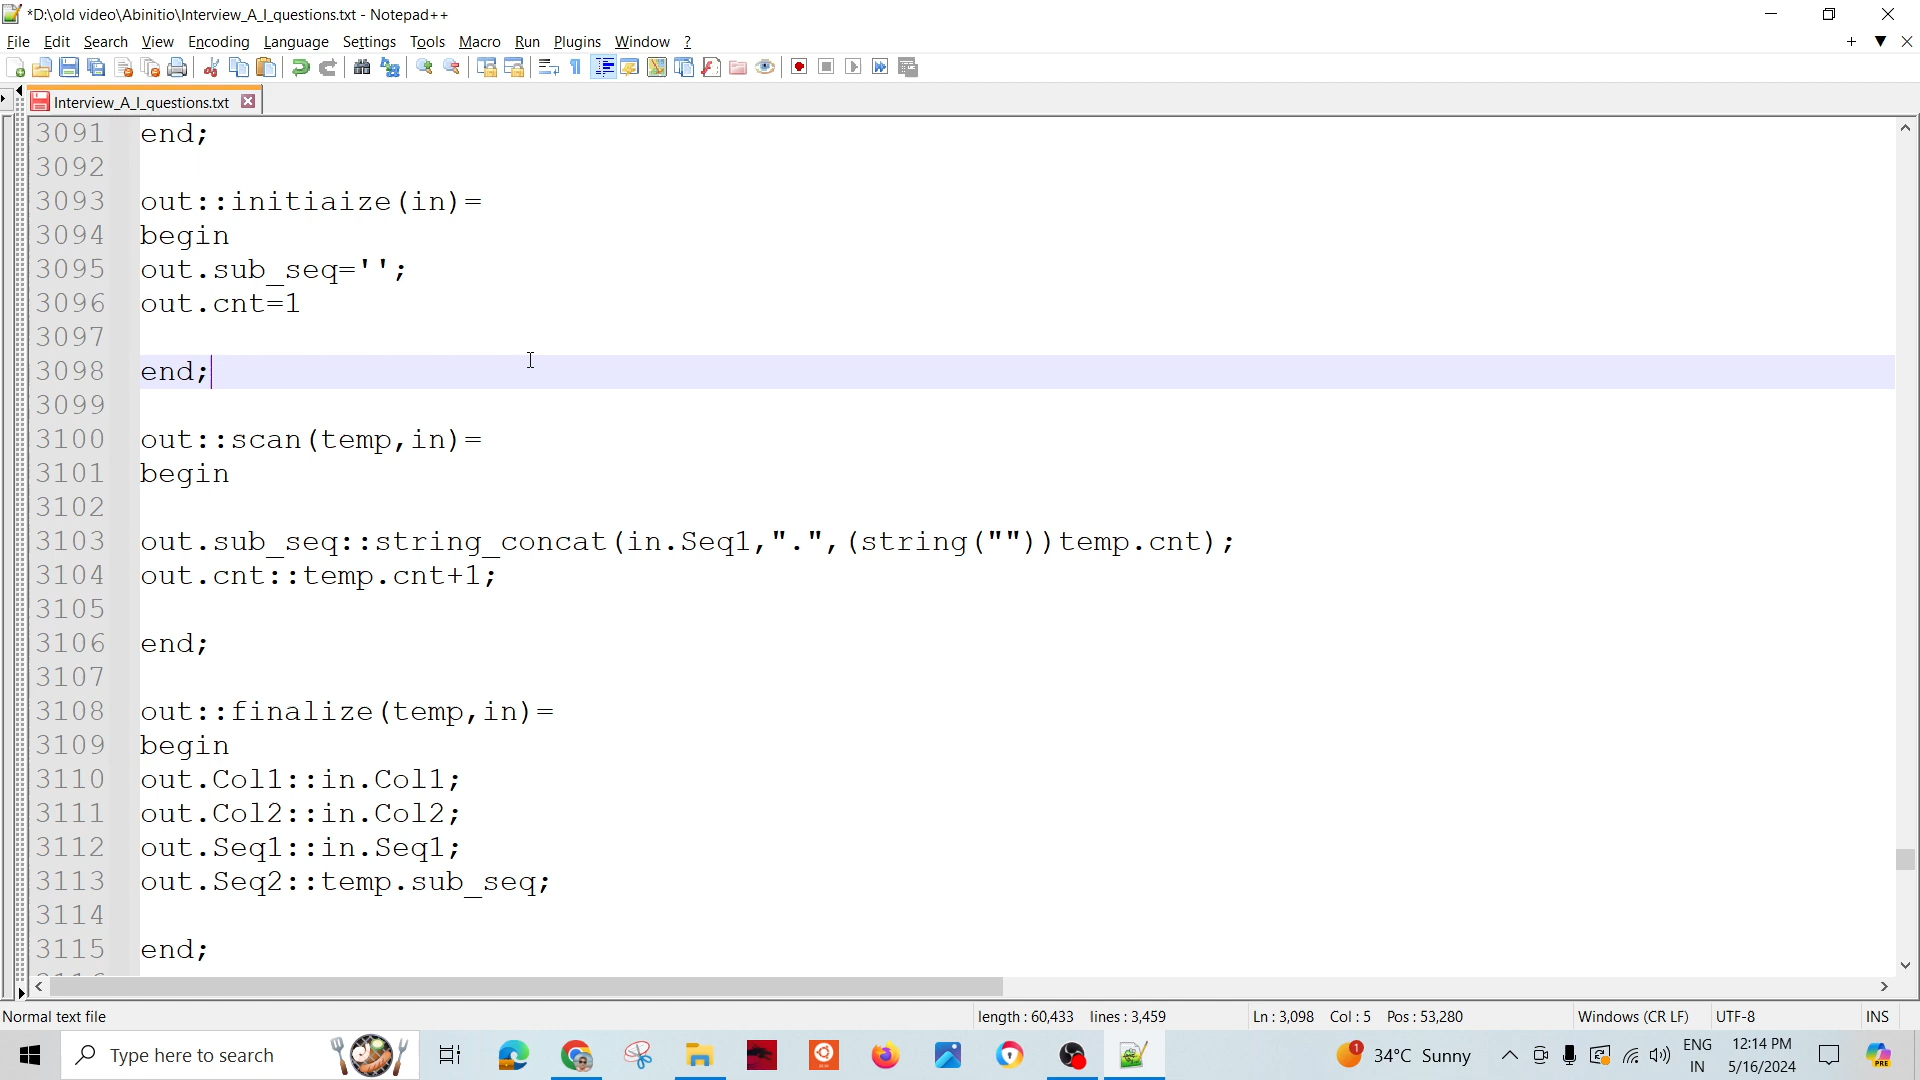 *D:\old video\Abinitio\Interview_A_I_questions.txt - Notepad++
File Edit Search View Encoding Language Settings Tools Macro Run Plugins Window ?
Interview_A_I_questions.txt
3091 end;
3092
3093 out::initiaize(in)=
3094 begin
3095 out.sub_seq='';
3096 out.cnt=1
3097
3098 end;
3099
3100 out::scan(temp,in)=
3101 begin
3102
3103 out.sub_seq::string_concat(in.Seq1,".",(string(""))temp.cnt);
3104 out.cnt::temp.cnt+1;
3105
3106 end;
3107
3108 out::finalize(temp,in)=
3109 begin
3110 out.Col1::in.Col1;
3111 out.Col2::in.Col2;
3112 out.Seq1::in.Seq1;
3113 out.Seq2::temp.sub_seq;
3114
3115 end;
Normal text file length : 60,433 lines : 3,459 Ln : 3,098 Col : 5 Pos : 53,280 Windows (CR LF) UTF-8 INS
Type here to search 34°C Sunny ENG IN 12:14 PM 5/16/2024